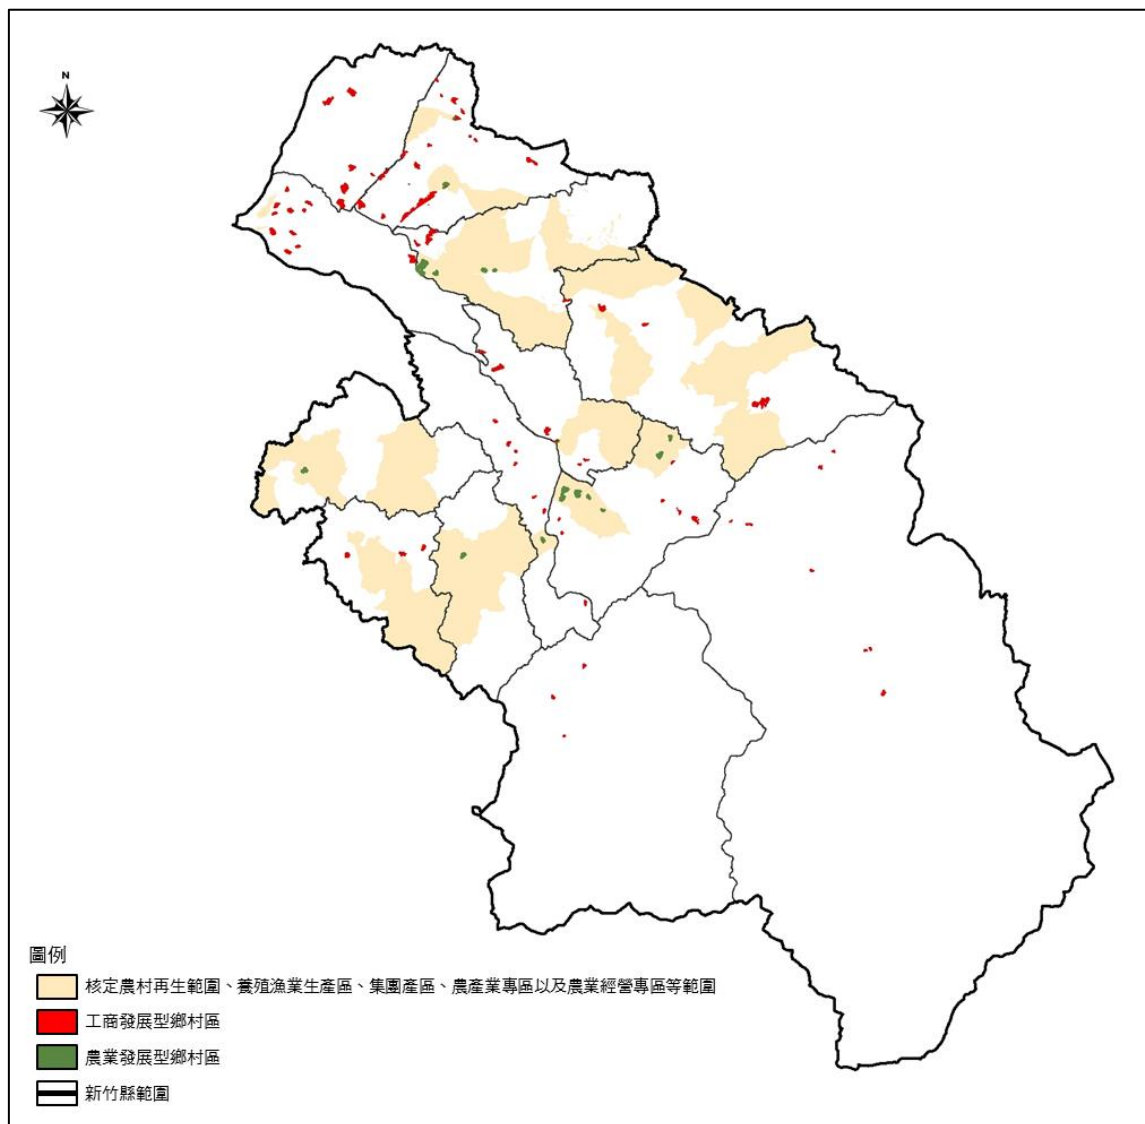 N
圖例
核定農村再生範圍、養殖漁業生產區、集團產區、農產業專區以及農業經營專區等範圍
工商發展型鄉村區
農業發展型鄉村區
新竹縣範圍